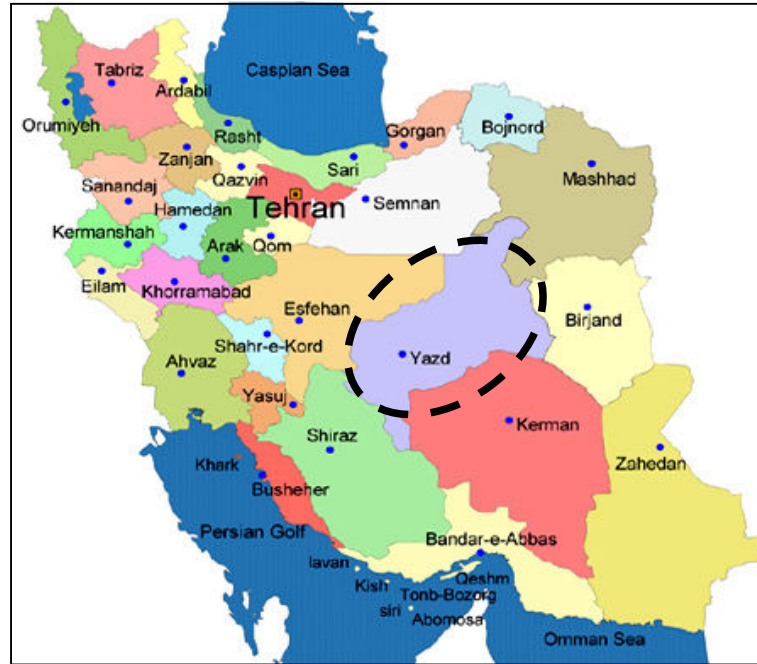 Caspian Sea
Tabriz
Ardabil
Orumiyeh
Rasht
Gorgan
Bojnord
Zanjan
Sari
Qazvin
Mashhad
Sanandaj
Hamedan
Tehran
Semnan
Kermanshah
Arak
Qom
Eilam
Khorramabad
Esfehan
Birjand
Shahr-e-Kord
Ahvaz
Yazd
Yasuj
Kerman
Shiraz
Khark
Zahedan
Busheher
Persian Golf
Bandar-e-Abbas
lavan
Kish
Qeshm
Tonb-Bozorg
siri
Abomosa
Omman Sea